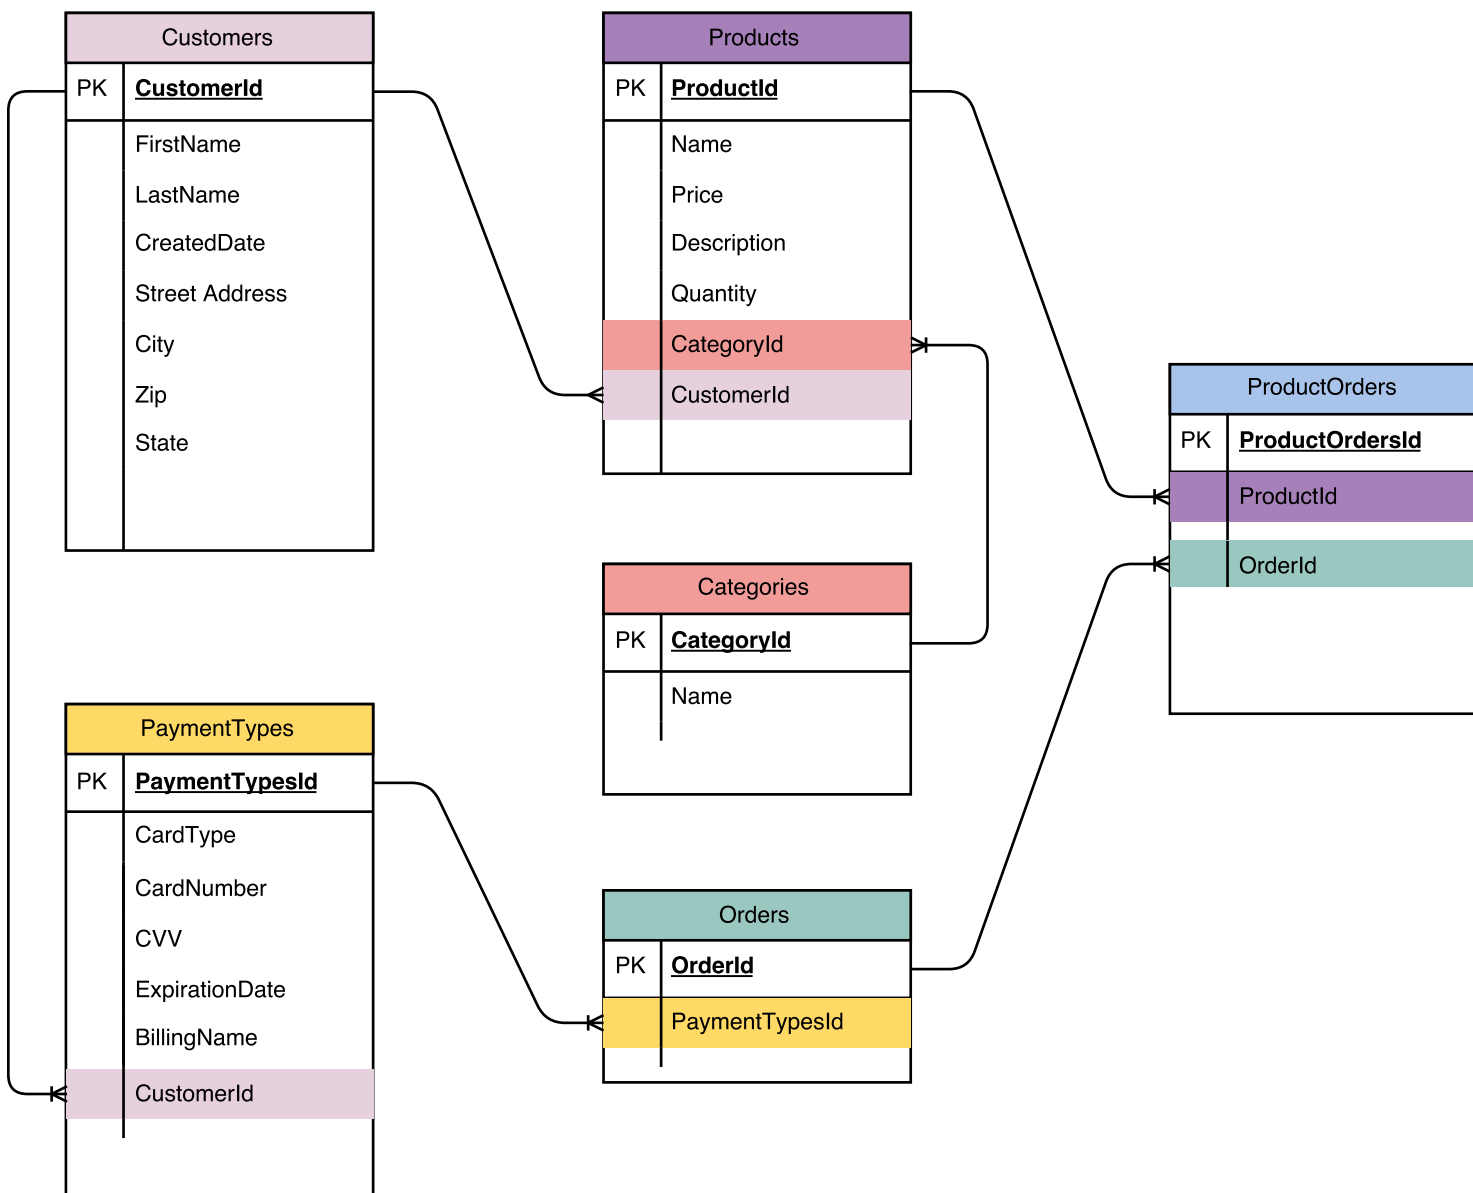 Customers
PK CustomerId
FirstName
LastName
CreatedDate
Street Address
City
Zip
State
Products
PK ProductId
Name
Price
Description
Quantity
CategoryId
CustomerId
ProductOrders
PK ProductOrdersId
ProductId
OrderId
Categories
PK CategoryId
Name
PaymentTypes
PK PaymentTypesId
CardType
CardNumber
CVV
ExpirationDate
BillingName
CustomerId
Orders
PK OrderId
PaymentTypesId